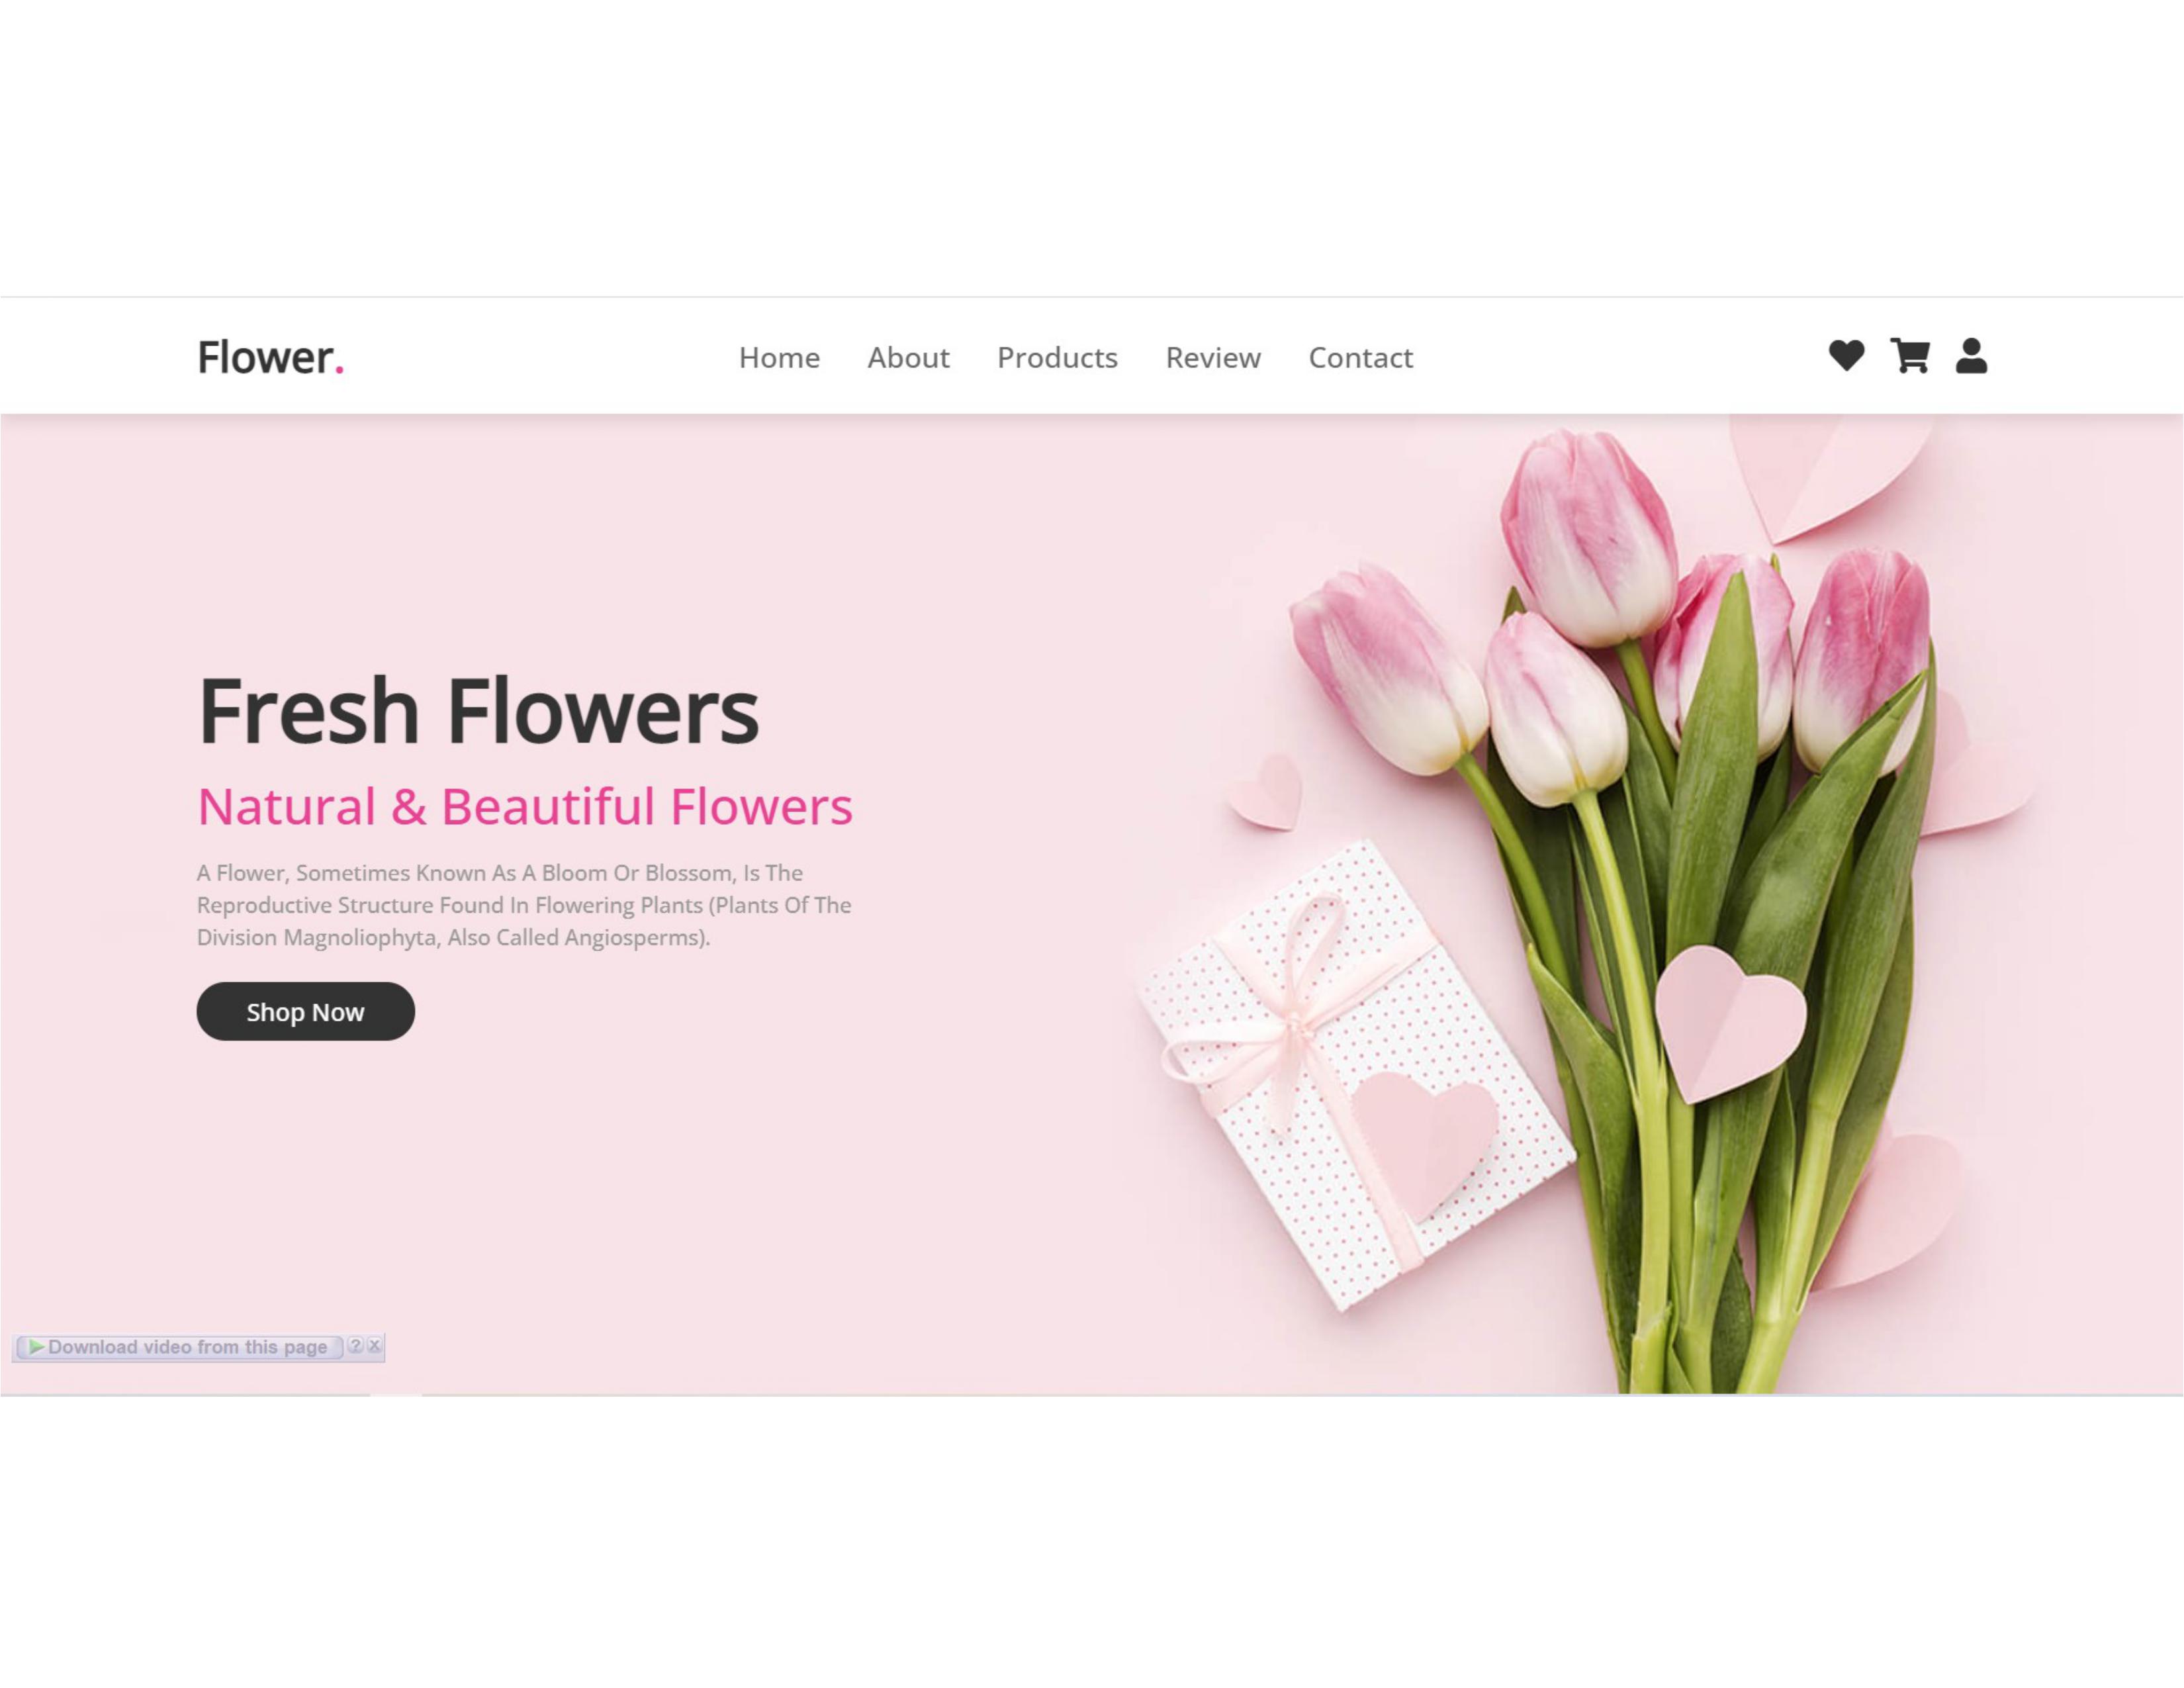 Flower.
Home About Products Review Contact
Fresh Flowers
Natural & Beautiful Flowers
A Flower, Sometimes Known As A Bloom Or Blossom, Is The
Reproductive Structure Found In Flowering Plants (Plants Of The
Division Magnoliophyta, Also Called Angiosperms).
Shop Now
Download video from this page ? X